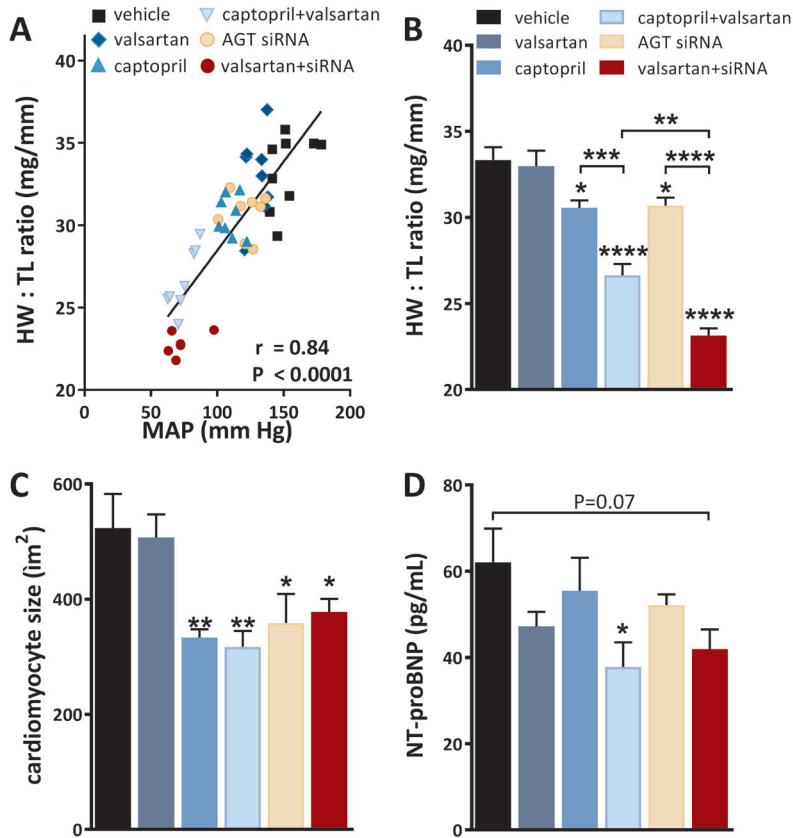 A
vehicle
valsartan
captopril
captopril+valsartan
AGT siRNA
valsartan+siRNA
HW : TL ratio (mg/mm)
40
35
30
25
20
r = 0.84
P < 0.0001
0 50 100 150 200
MAP (mm Hg)
B
vehicle
valsartan
captopril
captopril+valsartan
AGT siRNA
valsartan+siRNA
HW : TL ratio (mg/mm)
40
35
30
25
20
**
*** ****
* *
****
****
C
cardiomyocyte size (ìm²)
600
400
200
0
** ** * *
D
NT-proBNP (pg/mL)
80
60
40
20
0
P=0.07
*